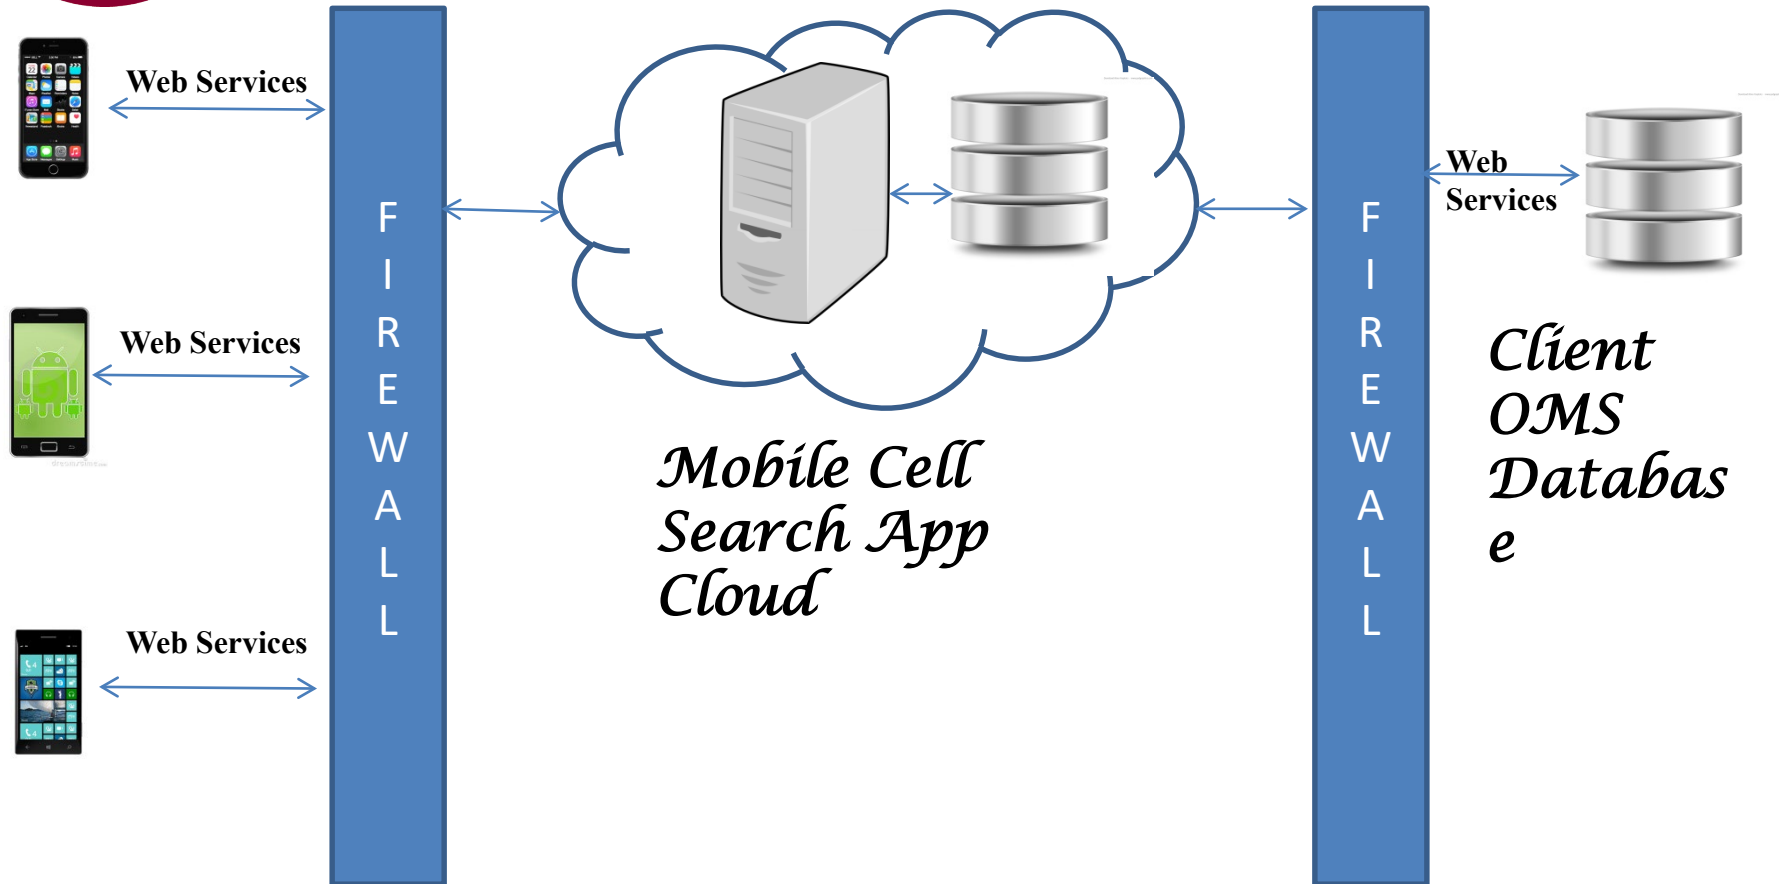 Web Services
Web Services
Web Services
F
I
R
E
W
A
L
L
Mobile Cell
Search App
Cloud
F
I
R
E
W
A
L
L
Web
Services
Client
OMS
Databas
e